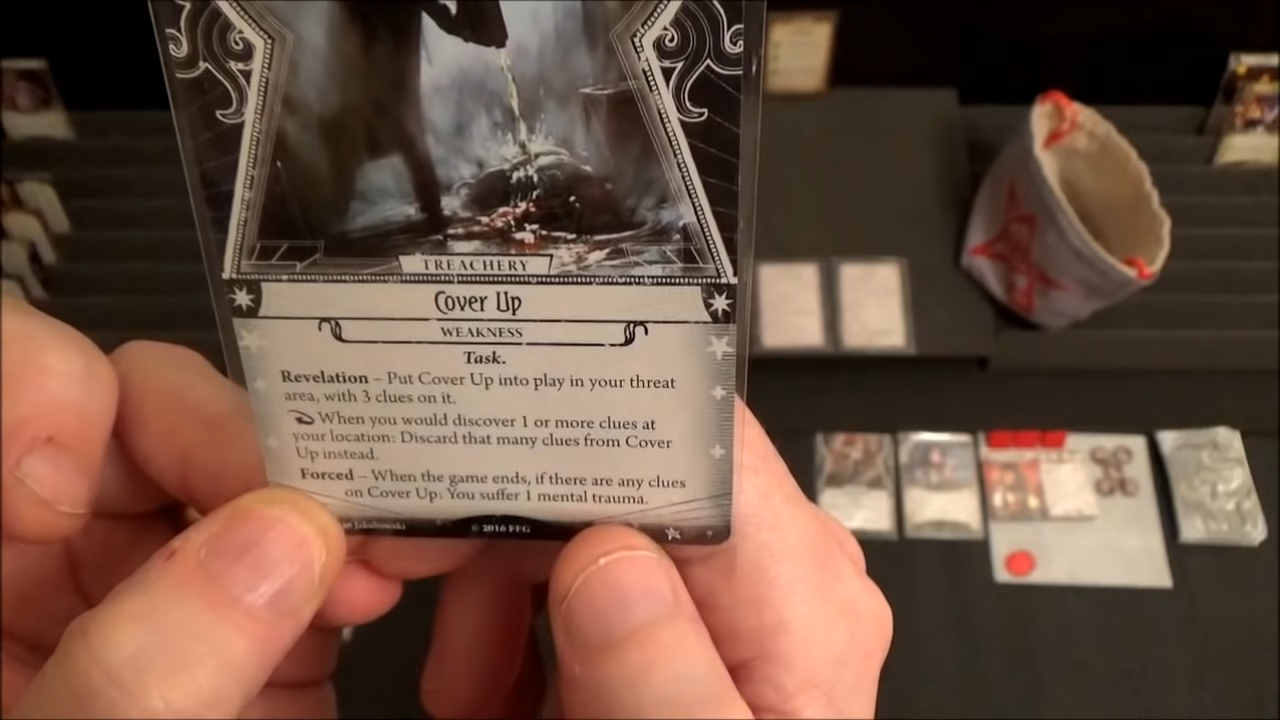 TREACHERY
Cover Up
WEAKNESS
Task.
Revelation – Put Cover Up into play in your threat
area, with 3 clues on it.
When you would discover 1 or more clues at
your location: Discard that many clues from Cover
Up instead.
Forced – When the game ends, if there are any clues
on Cover Up: You suffer 1 mental trauma.
© 2016 FFG
7